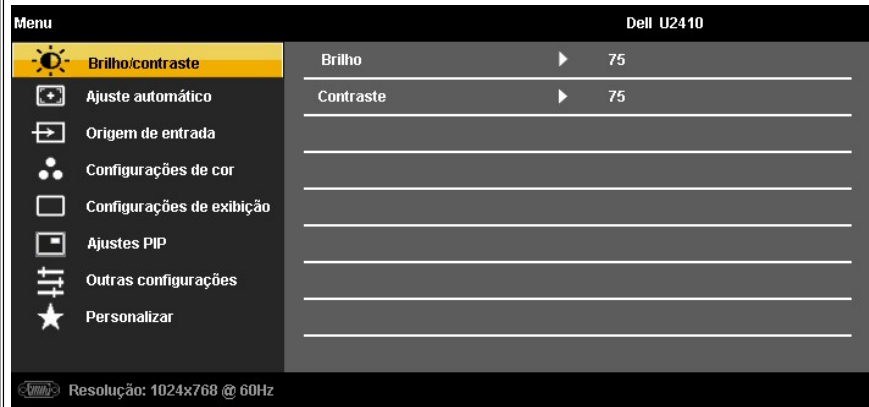 Menu Dell U2410
Brilho/contraste Brilho 75
Ajuste automático Contraste 75
Origem de entrada
Configurações de cor
Configurações de exibição
Ajustes PIP
Outras configurações
Personalizar
Resolução: 1024x768 @ 60Hz